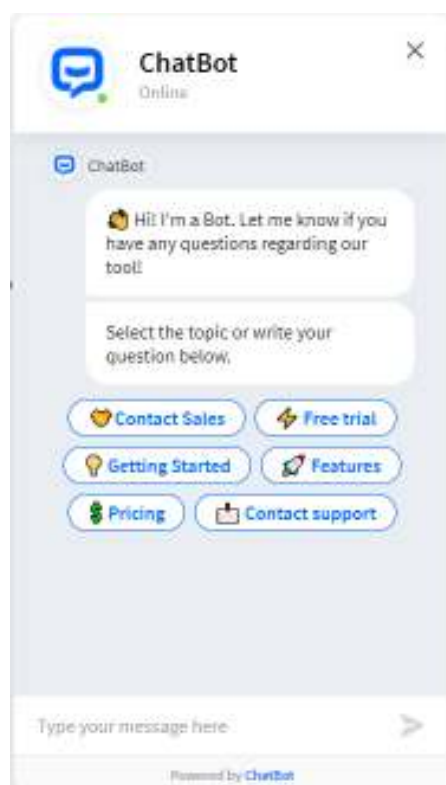 ChatBot
Online
ChatBot
Hi! I'm a Bot. Let me know if you
have any questions regarding our
tool!
Select the topic or write your
question below.
Contact Sales
Free trial
Getting Started
Features
Pricing
Contact support
Type your message here
Powered by ChatBot